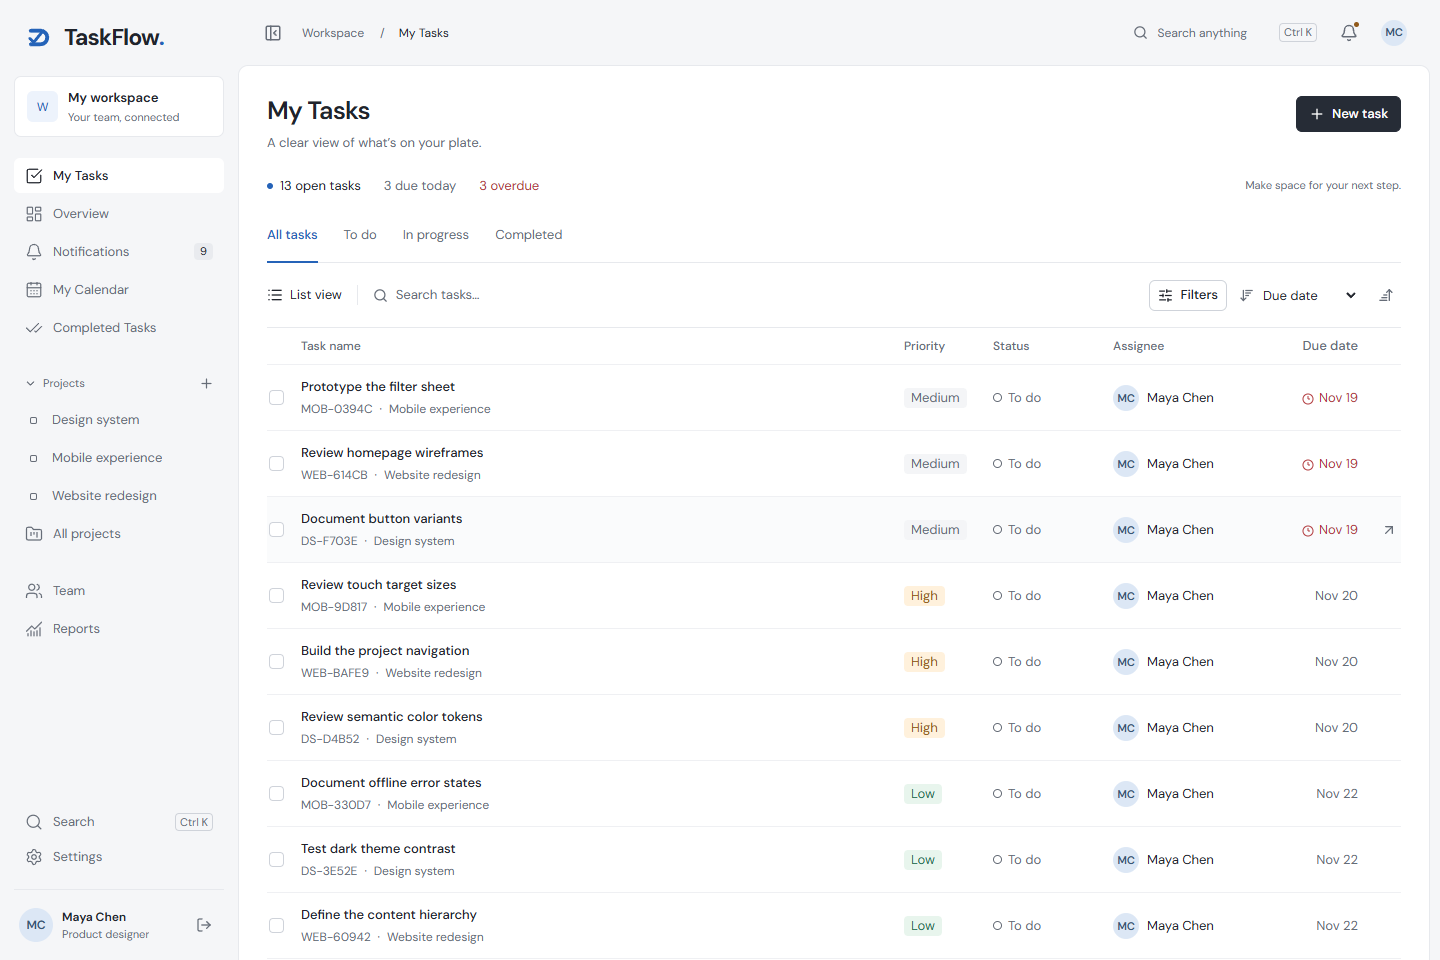 TaskFlow.
My workspace
W
Your team, connected
My Tasks
Overview
Notifications 9
My Calendar
Completed Tasks
Projects
Design system
Mobile experience
Website redesign
All projects
Team
Reports
Search Ctrl K
Settings
MC Maya Chen
Product designer
Workspace / My Tasks
Search anything Ctrl K MC
My Tasks
New task
A clear view of what's on your plate.
13 open tasks 3 due today 3 overdue
Make space for your next step.
All tasks To do In progress Completed
List view Search tasks... Filters Due date
Task name Priority Status Assignee Due date
Prototype the filter sheet
MOB-0394C · Mobile experience
Medium To do MC Maya Chen Nov 19
Review homepage wireframes
WEB-614CB · Website redesign
Medium To do MC Maya Chen Nov 19
Document button variants
DS-F703E · Design system
Medium To do MC Maya Chen Nov 19
Review touch target sizes
MOB-9D817 · Mobile experience
High To do MC Maya Chen Nov 20
Build the project navigation
WEB-BAFE9 · Website redesign
High To do MC Maya Chen Nov 20
Review semantic color tokens
DS-D4B52 · Design system
High To do MC Maya Chen Nov 20
Document offline error states
MOB-330D7 · Mobile experience
Low To do MC Maya Chen Nov 22
Test dark theme contrast
DS-3E52E · Design system
Low To do MC Maya Chen Nov 22
Define the content hierarchy
WEB-60942 · Website redesign
Low To do MC Maya Chen Nov 22